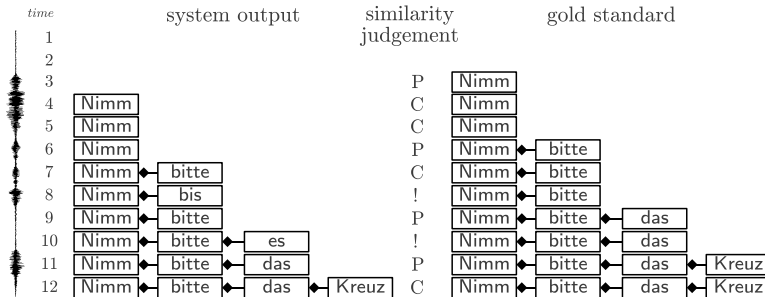 time system output similarity gold standard
judgement
1
2
3 P Nimm
4 Nimm C Nimm
5 Nimm C Nimm
6 Nimm P Nimm bitte
7 Nimm bitte C Nimm bitte
8 Nimm bis ! Nimm bitte
9 Nimm bitte P Nimm bitte das
10 Nimm bitte es ! Nimm bitte das
11 Nimm bitte das P Nimm bitte das Kreuz
12 Nimm bitte das Kreuz C Nimm bitte das Kreuz